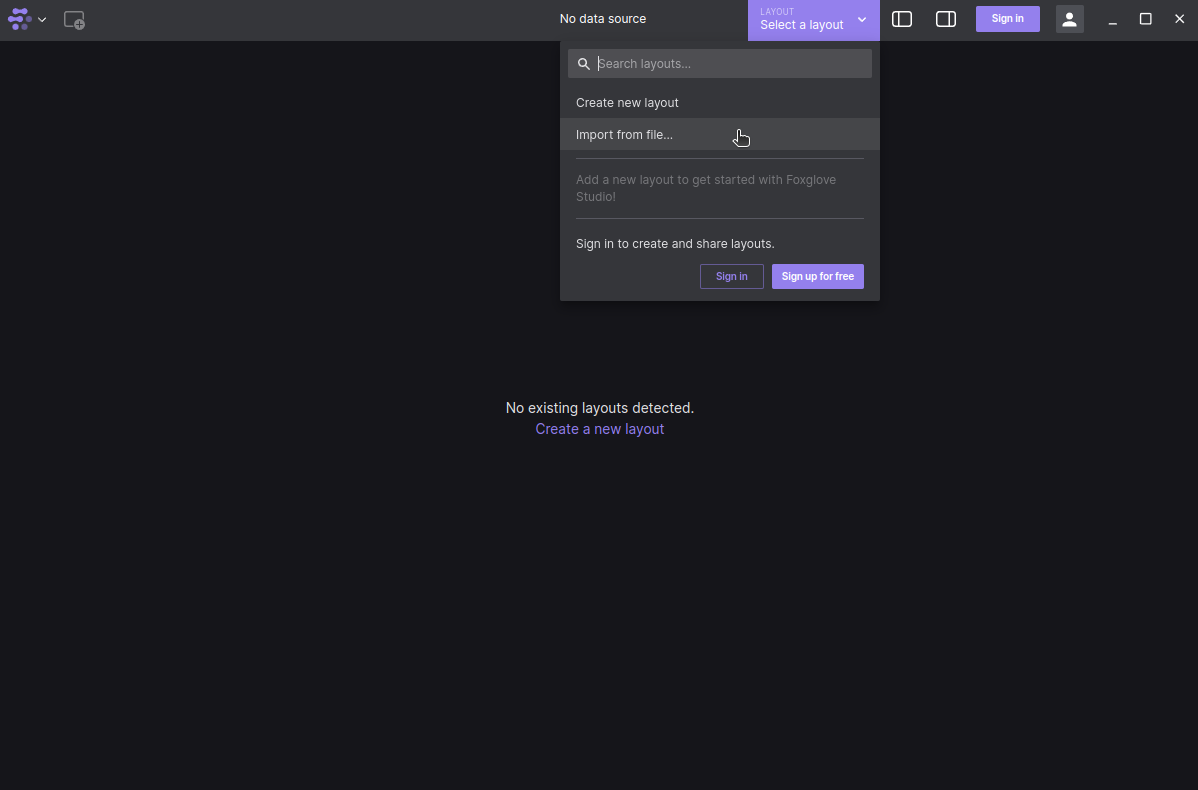 No data source
LAYOUT
Select a layout
Sign in
Search layouts...
Create new layout
Import from file...
Add a new layout to get started with Foxglove
Studio!
Sign in to create and share layouts.
Sign in
Sign up for free
No existing layouts detected.
Create a new layout